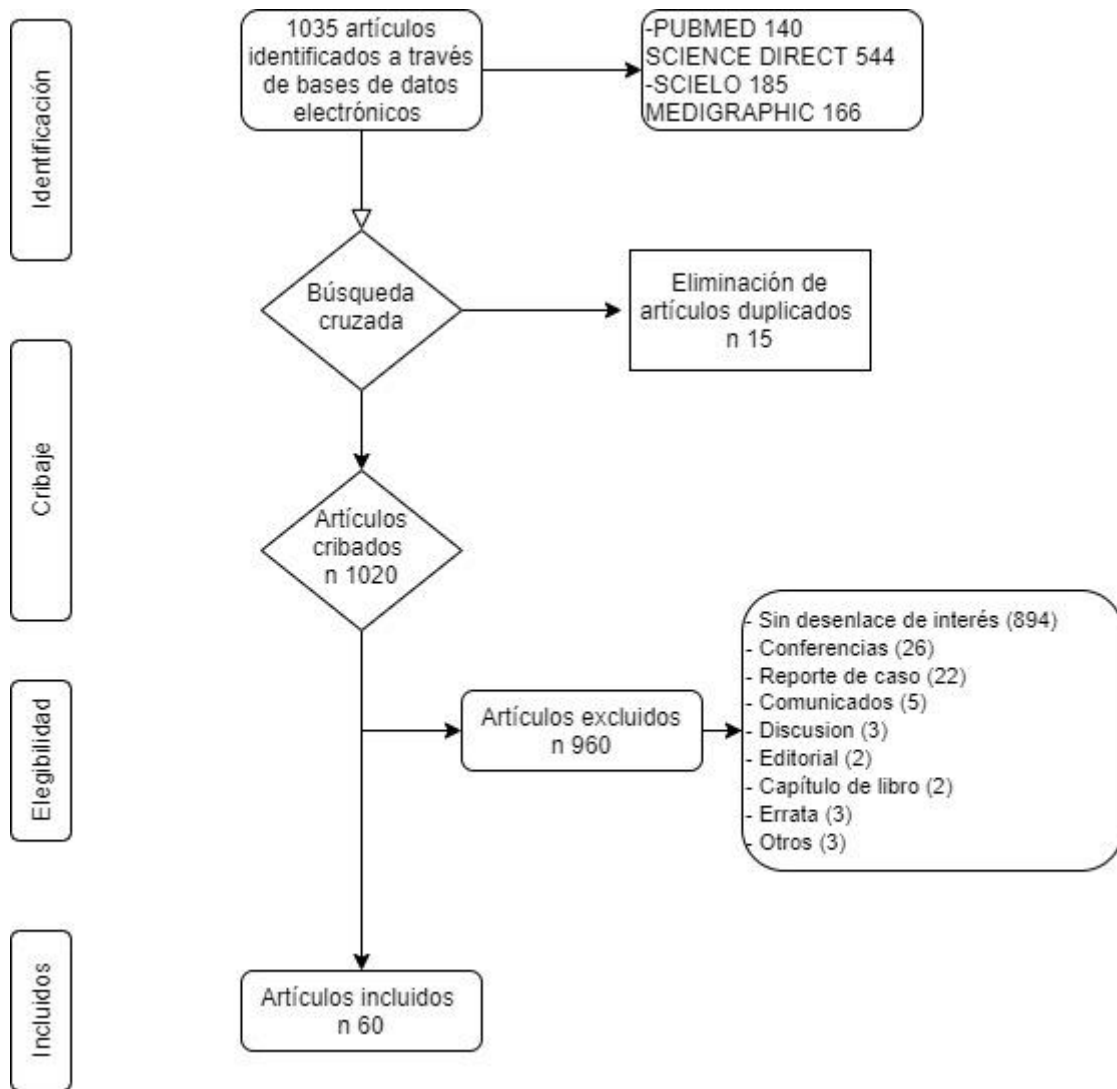 Identificación
1035 artículos
identificados a través
de bases de datos
electrónicos
-PUBMED 140
SCIENCE DIRECT 544
-SCIELO 185
MEDIGRAPHIC 166
Búsqueda
cruzada
Eliminación de
artículos duplicados
n 15
Cribaje
Artículos
cribados
n 1020
Elegibilidad
Artículos excluidos
n 960
- Sin desenlace de interés (894)
- Conferencias (26)
- Reporte de caso (22)
- Comunicados (5)
- Discusion (3)
- Editorial (2)
- Capítulo de libro (2)
- Errata (3)
- Otros (3)
Incluidos
Artículos incluidos
n 60